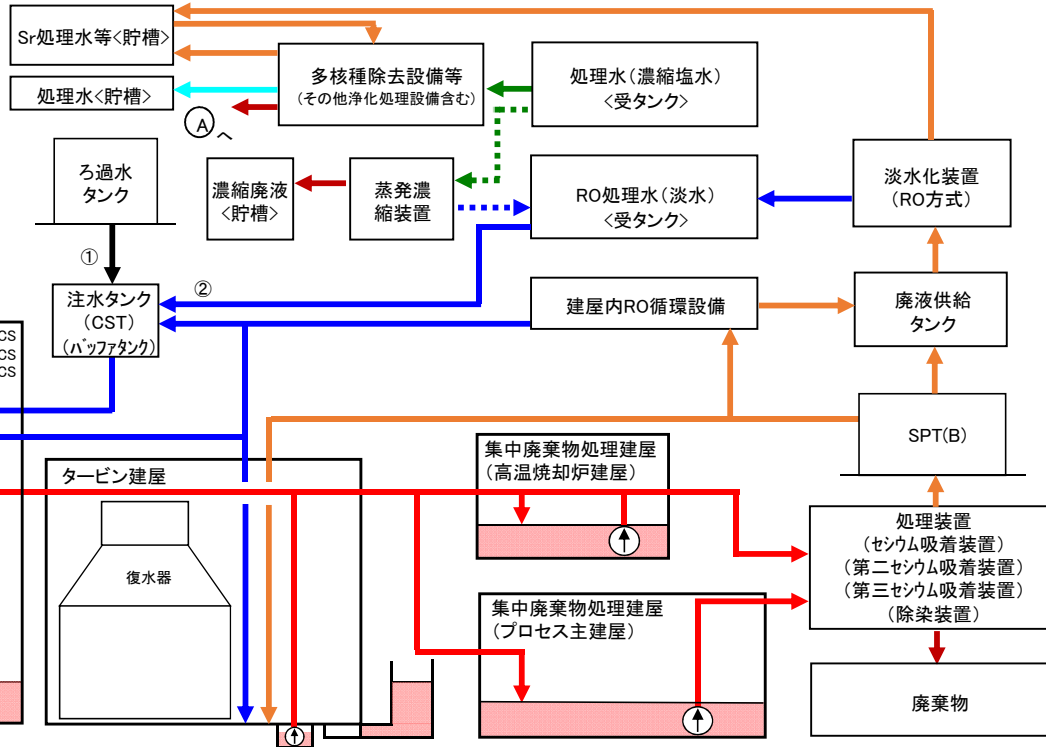 Sr処理水等<貯槽>
処理水<貯槽>
多核種除去設備等
(その他浄化処理設備含む)
処理水(濃縮塩水)
<受タンク>
Aへ
ろ過水
タンク
濃縮廃液
<貯槽>
蒸発濃
縮装置
RO処理水(淡水)
<受タンク>
淡水化装置
(RO方式)
①
②
注水タンク
(CST)
(バッファタンク)
建屋内RO循環設備
廃液供給
タンク
CS
CS
CS
SPT(B)
タービン建屋
復水器
集中廃棄物処理建屋
(高温焼却炉建屋)
集中廃棄物処理建屋
(プロセス主建屋)
処理装置
(セシウム吸着装置)
(第二セシウム吸着装置)
(第三セシウム吸着装置)
(除染装置)
廃棄物